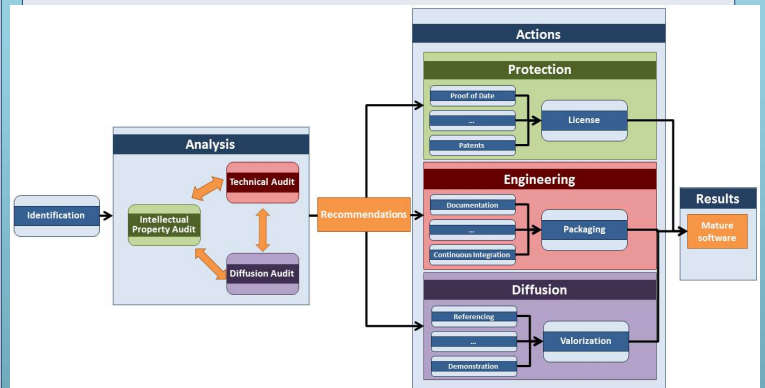 Identification
Analysis
Technical Audit
Intellectual
Property Audit
Diffusion Audit
Recommendations
Actions
Protection
Proof of Date
...
Patents
License
Engineering
Documentation
...
Continuous Integration
Packaging
Diffusion
Referencing
...
Demonstration
Valorization
Results
Mature
software